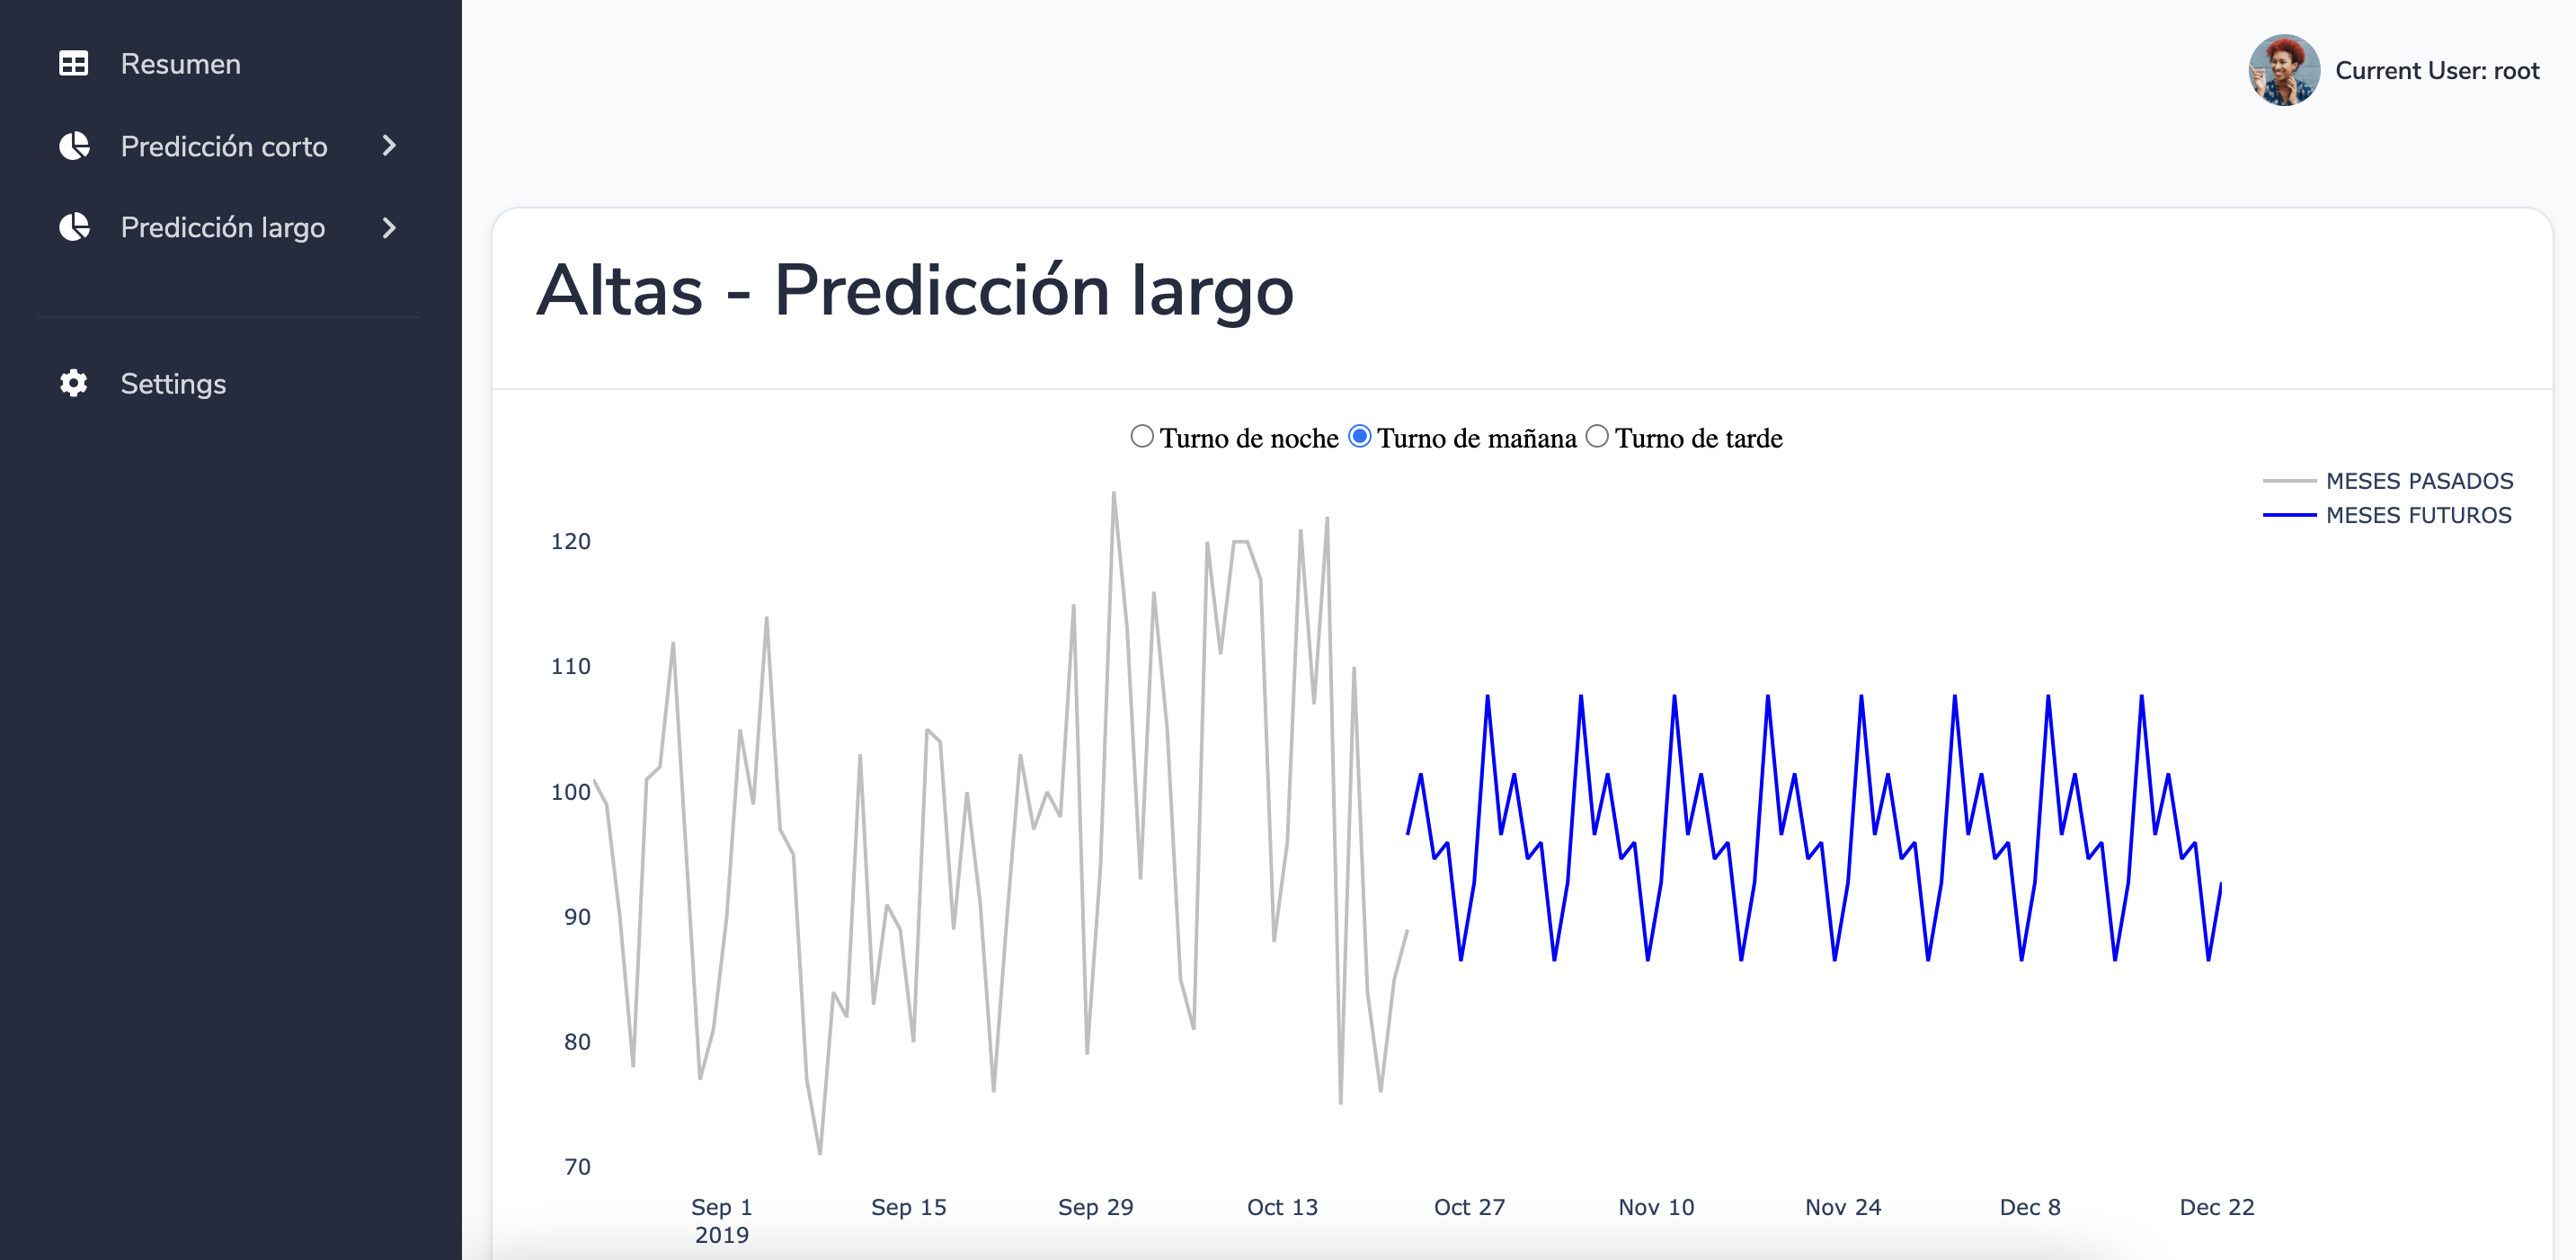 Resumen
Predicción corto
Predicción largo
Settings
Current User: root
Altas - Predicción largo
Turno de noche Turno de mañana Turno de tarde
MESES PASADOS
MESES FUTUROS
120
110
100
90
80
70
Sep 1 Sep 15 Sep 29 Oct 13 Oct 27 Nov 10 Nov 24 Dec 8 Dec 22
2019